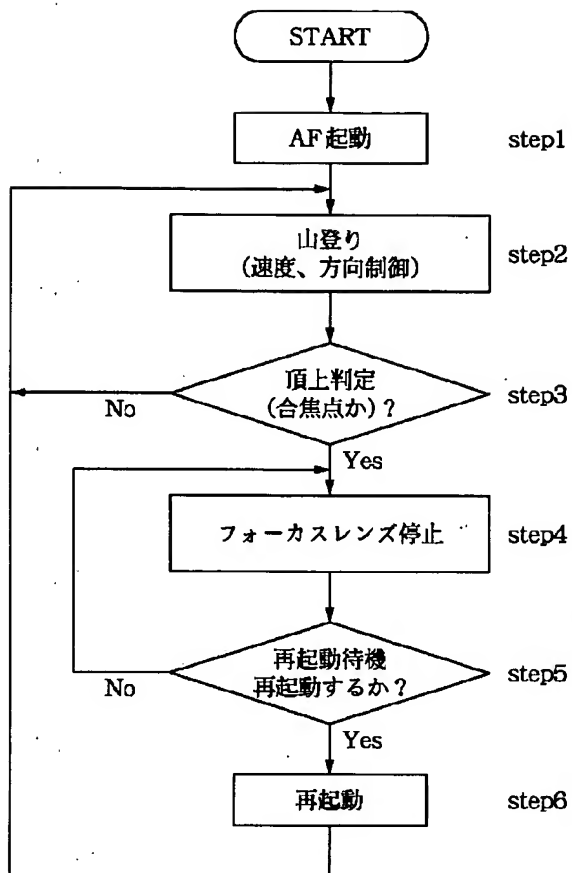 START
AF起動
step1
山登り
(速度、方向制御)
step2
頂上判定
(合焦点か)?
step3
No
Yes
フォーカスレンズ停止
step4
再起動待機
再起動するか?
step5
No
Yes
再起動
step6